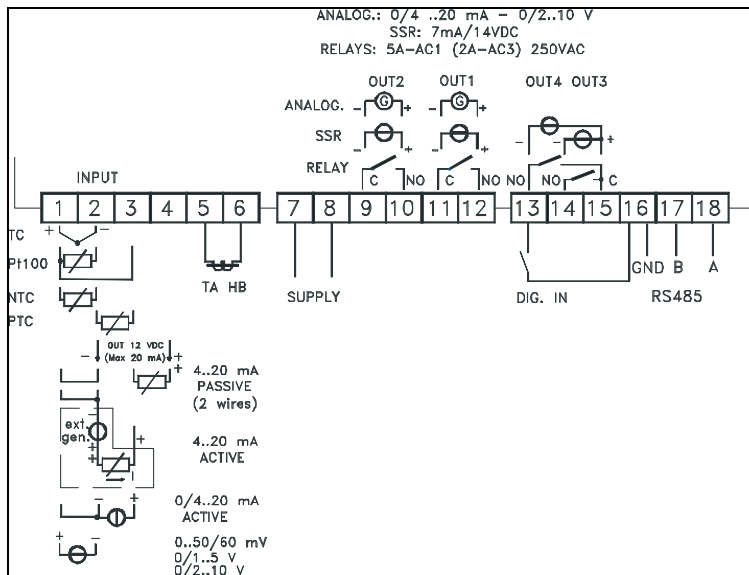 ANALOG.: 0/4 ..20 mA - 0/2..10 V
SSR: 7mA/14VDC
RELAYS: 5A-AC1 (2A-AC3) 250VAC
OUT2 OUT1 OUT4 OUT3
ANALOG. - G + - G +
SSR - + - + - +
RELAY C NO C NO NO NO C
INPUT
1 2 3 4 5 6 7 8 9 10 11 12 13 14 15 16 17 18
TC + -
Pt100
TA HB
SUPPLY
DIG. IN
GND B A
RS485
NTC
PTC
OUT 12 VDC
- (Max 20 mA) +
+
4..20 mA
PASSIVE
(2 wires)
-
ext.
gen.
+
+
+
I
4..20 mA
ACTIVE
- +
0/4..20 mA
ACTIVE
+ -
0..50/60 mV
0/1..5 V
0/2..10 V